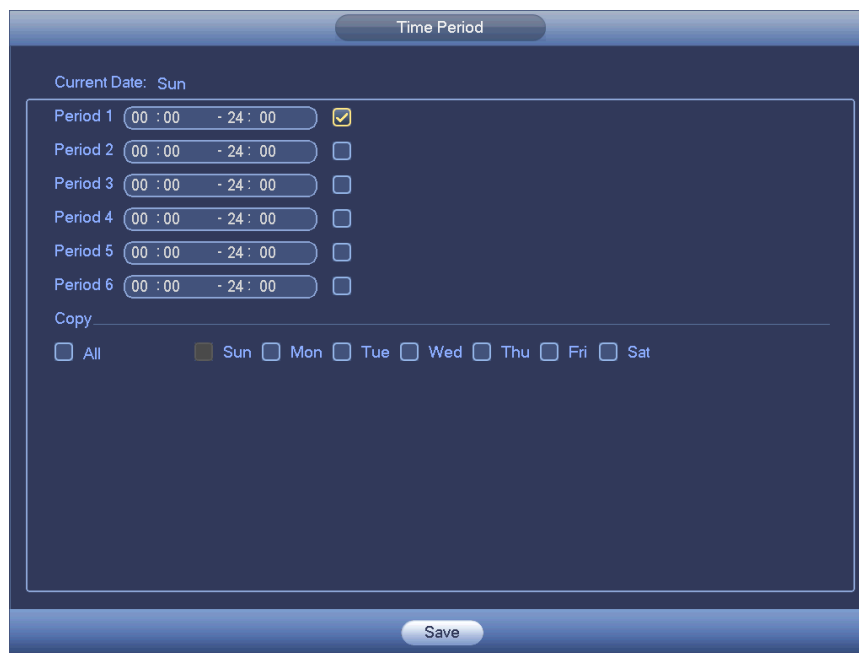 Time Period
Current Date: Sun
Period 1 00 :00 - 24 : 00
Period 2 00 :00 - 24 : 00
Period 3 00 :00 - 24 : 00
Period 4 00 :00 - 24 : 00
Period 5 00 :00 - 24 : 00
Period 6 00 :00 - 24 : 00
Copy
All Sun Mon Tue Wed Thu Fri Sat
Save